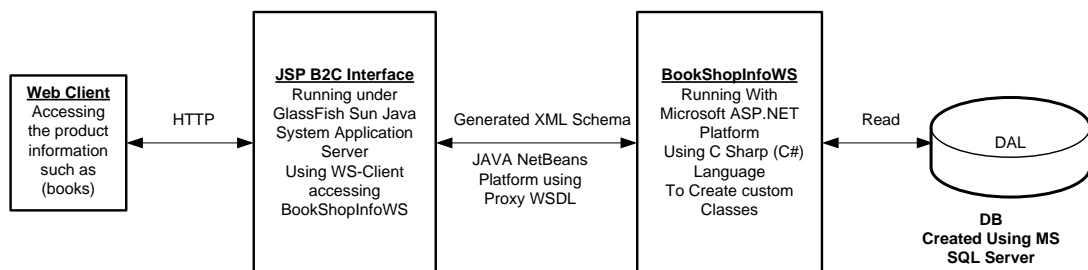 Web Client
Accessing
the product
information
such as
(books)
HTTP
JSP B2C Interface
Running under
GlassFish Sun Java
System Application
Server
Using WS-Client
accessing
BookShopInfoWS
Generated XML Schema
JAVA NetBeans
Platform using
Proxy WSDL
BookShopInfoWS
Running With
Microsoft ASP.NET
Platform
Using C Sharp (C#)
Language
To Create custom
Classes
Read
DAL
DB
Created Using MS
SQL Server